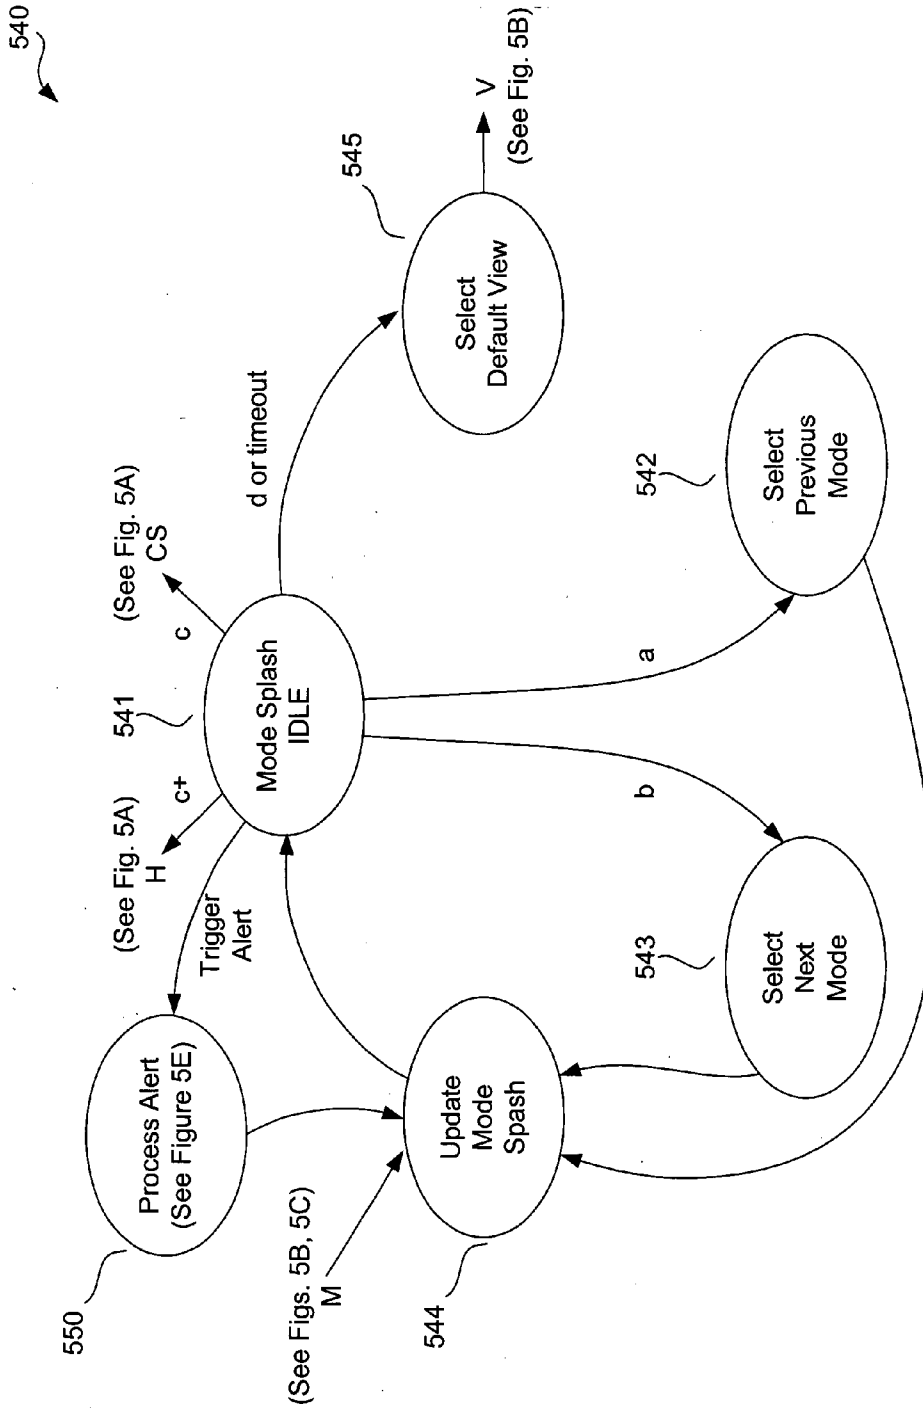 540
550
Process Alert
(See Figure 5E)
Trigger
Alert
(See Fig. 5A)
H
c+
541
(See Fig. 5A)
CS
c
Mode Splash
IDLE
d or timeout
545
Select
Default View
V
(See Fig. 5B)
(See Figs. 5B, 5C)
M
544
Update
Mode
Spash
b
a
543
Select
Next
Mode
542
Select
Previous
Mode